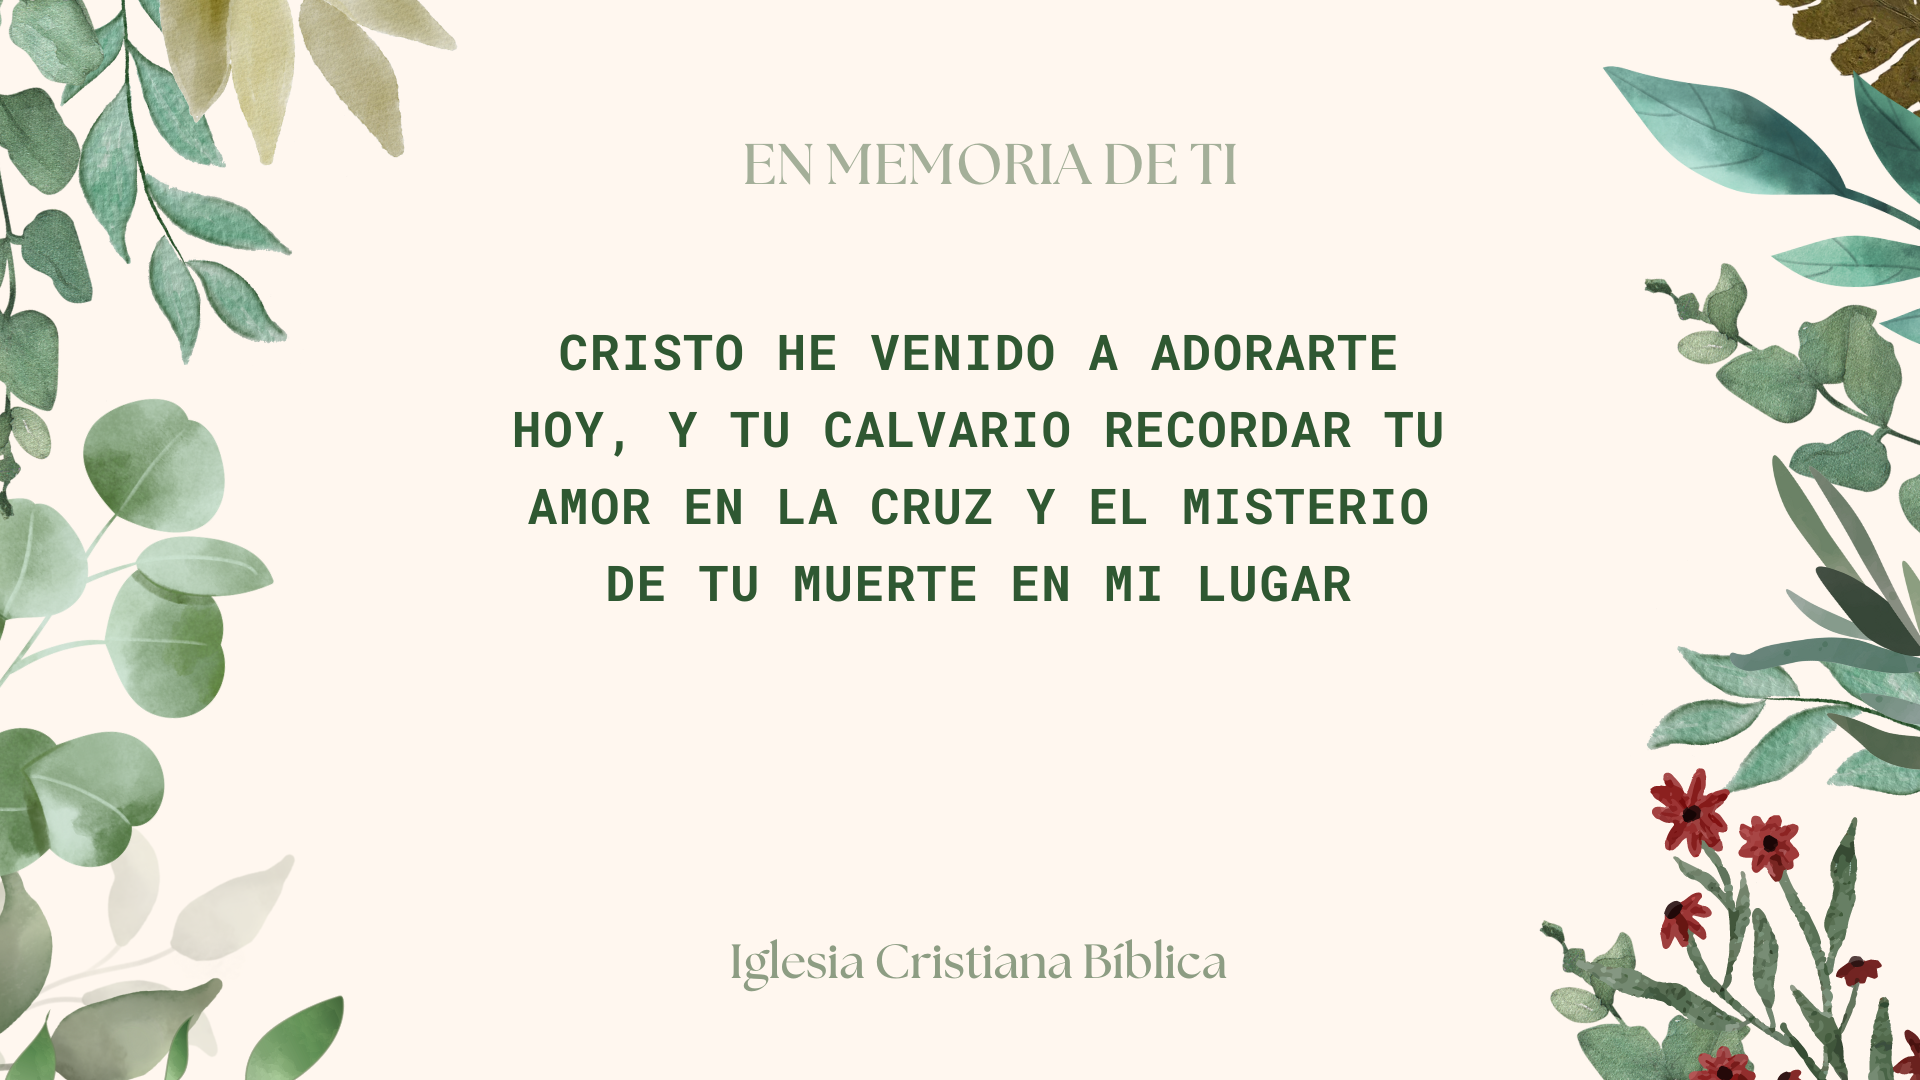 EN MEMORIA DE TI
CRISTO HE VENIDO A ADORARTE
HOY, Y TU CALVARIO RECORDAR TU
AMOR EN LA CRUZ Y EL MISTERIO
DE TU MUERTE EN MI LUGAR
Iglesia Cristiana Bíblica